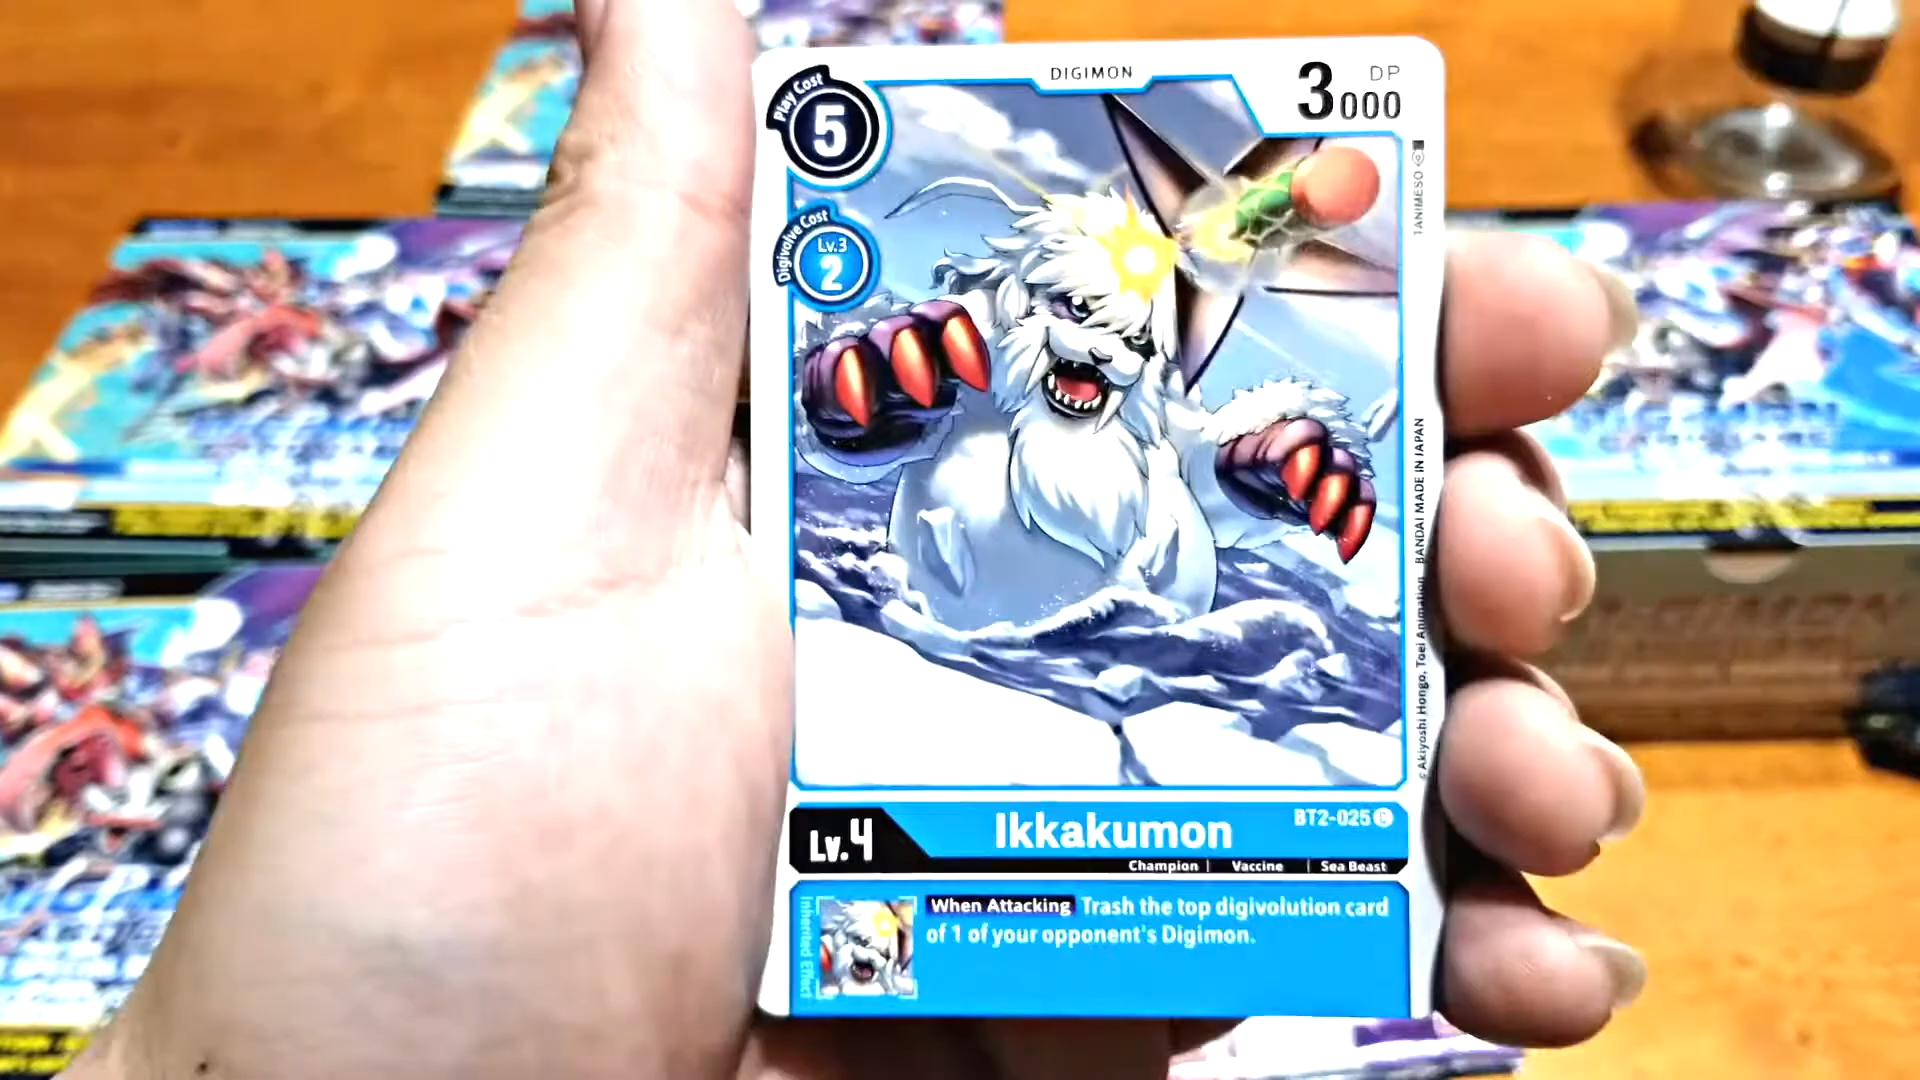 DIGIMON
Play Cost
5
3000
DP
Digivolve Cost
Lv.3
2
TANIMESO
© Akiyoshi Hongo, Toei Animation BANDAI MADE IN JAPAN
Lv.4
Ikkakumon
BT2-025 C
Champion | Vaccine | Sea Beast
Inherited Effect
When Attacking Trash the top digivolution card
of 1 of your opponent's Digimon.